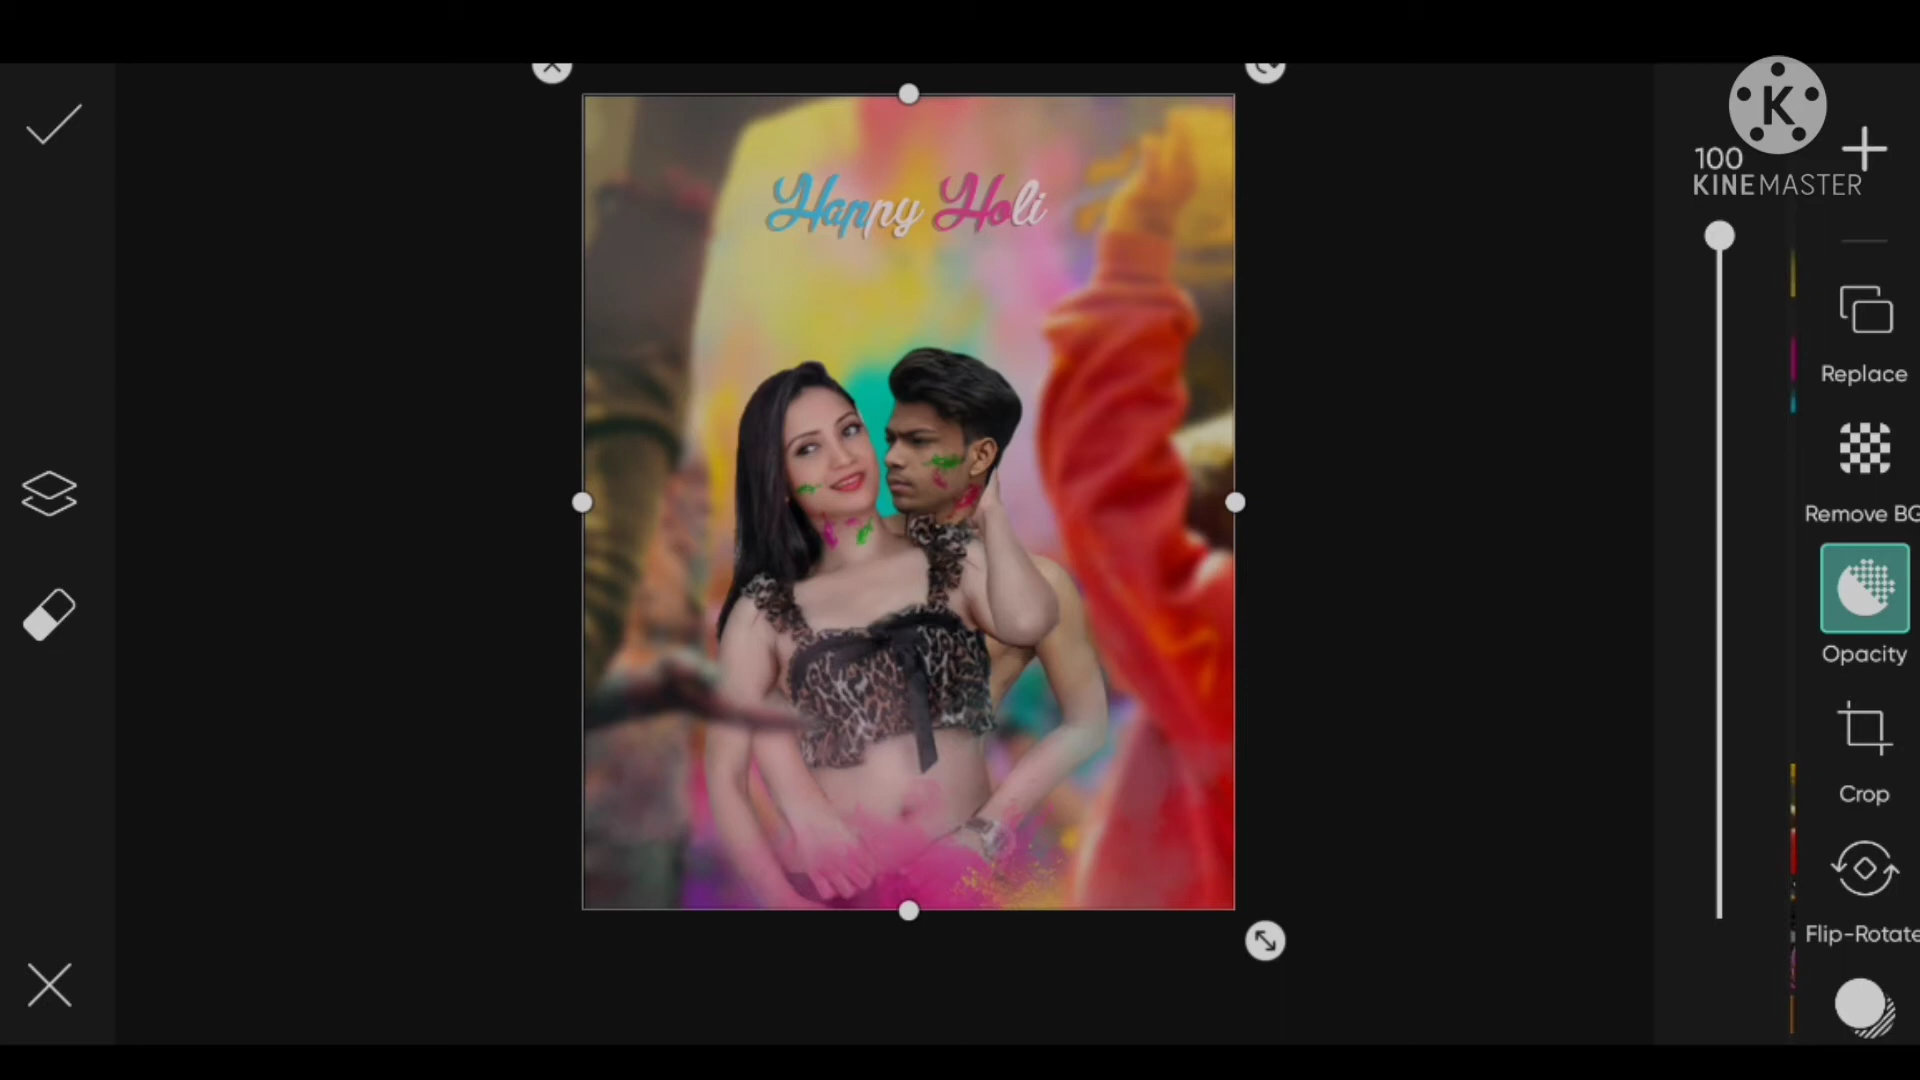 Happy Holi
K
100
KINEMASTER
Replace
Remove BG
Opacity
Crop
Flip-Rotate